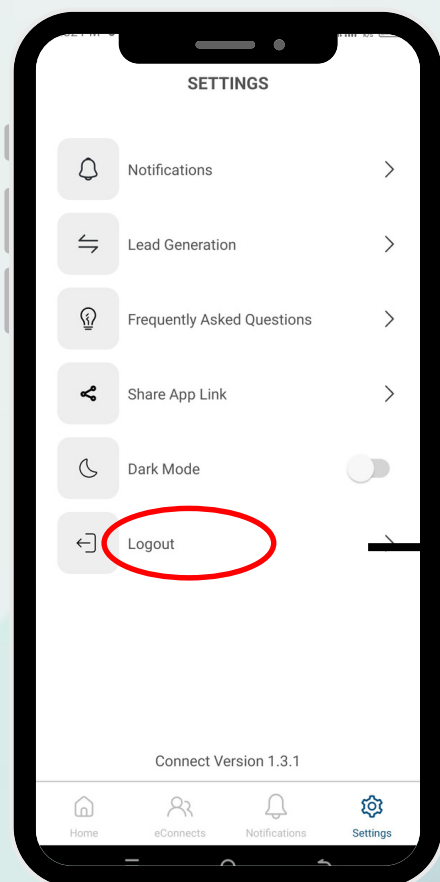 SETTINGS
Notifications
Lead Generation
Frequently Asked Questions
Share App Link
Dark Mode
Logout
Connect Version 1.3.1
Home eConnects Notifications Settings